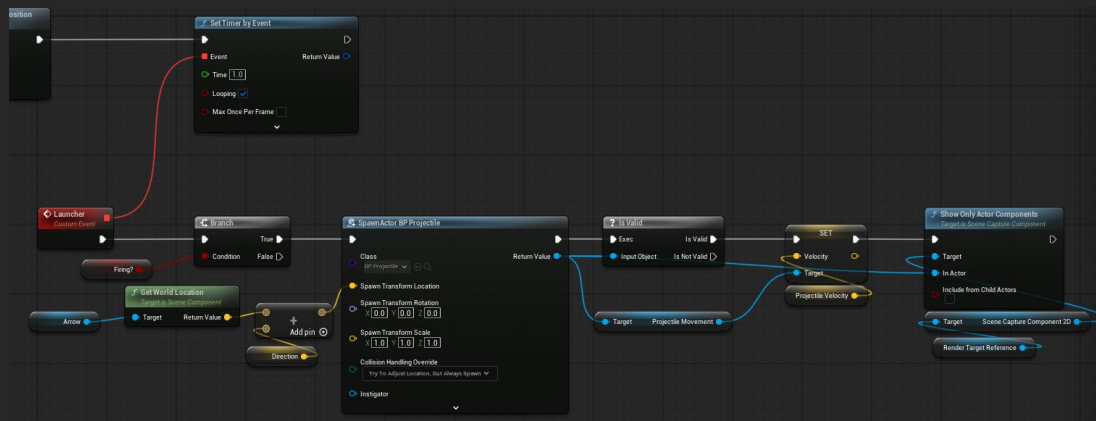 osition
Set Timer by Event
Event
Return Value
Time 1.0
Looping
Max Once Per Frame
Launcher
Custom Event
Firing?
Branch
True
Condition
False
Get World Location
Target is Scene Component
Target
Return Value
Arrow
+
Add pin
Direction
SpawnActor BP Projectile
Class
BP Projectile
Return Value
Spawn Transform Location
Spawn Transform Rotation
X 0.0 Y 0.0 Z 0.0
Spawn Transform Scale
X 1.0 Y 1.0 Z 1.0
Collision Handling Override
Try To Adjust Location, But Always Spawn
Instigator
? Is Valid
Exec
Is Valid
Input Object
Is Not Valid
Target
Projectile Movement
SET
Velocity
Target
Projectile Velocity
Show Only Actor Components
Target is Scene Capture Component
Target
In Actor
Include from Child Actors
Target
Scene Capture Component 2D
Render Target Reference